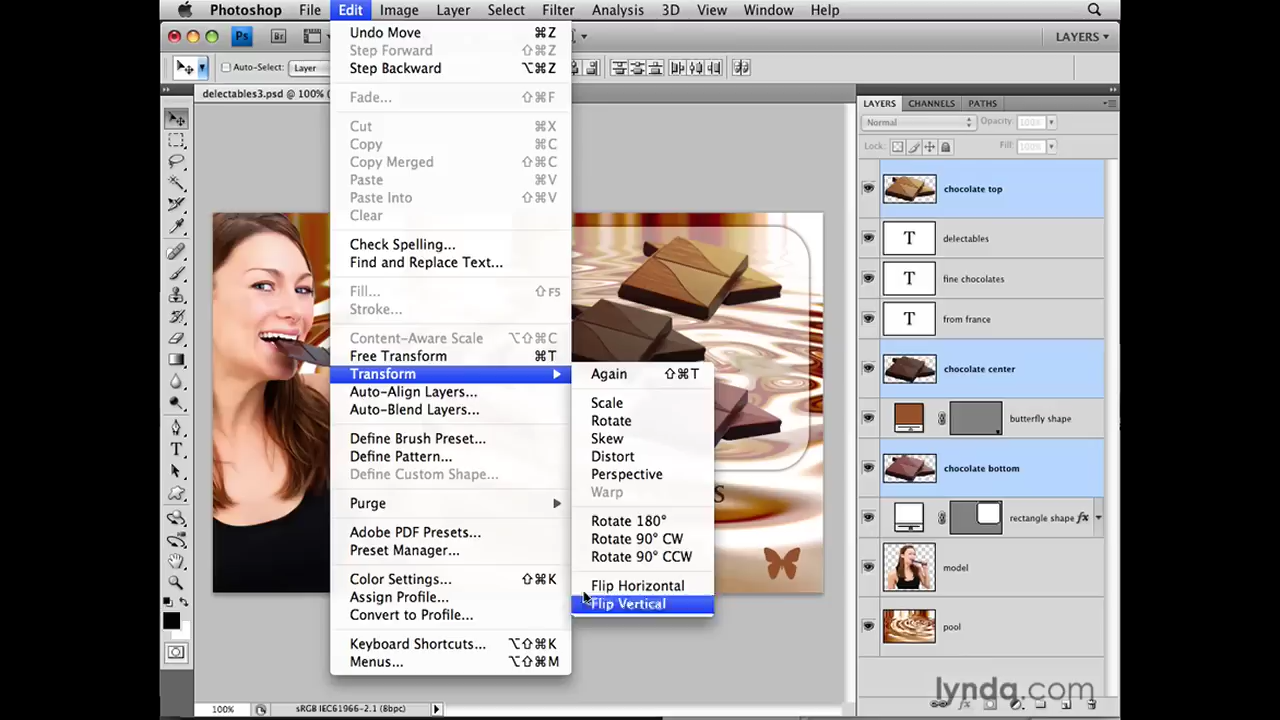 Photoshop File Edit Image Layer Select Filter Analysis 3D View Window Help
Ps Br LAYERS
Auto-Select: Layer
delectables3.psd @ 100% (
Undo Move ⌘Z
Step Forward ⇧⌘Z
Step Backward ⌥⌘Z
Fade... ⇧⌘F
Cut ⌘X
Copy ⌘C
Copy Merged ⇧⌘C
Paste ⌘V
Paste Into ⇧⌘V
Clear
Check Spelling...
Find and Replace Text...
Fill... ⇧F5
Stroke...
Content-Aware Scale ⌥⇧⌘C
Free Transform ⌘T
Transform
Auto-Align Layers...
Auto-Blend Layers...
Define Brush Preset...
Define Pattern...
Define Custom Shape...
Purge
Adobe PDF Presets...
Preset Manager...
Color Settings... ⇧⌘K
Assign Profile...
Convert to Profile...
Keyboard Shortcuts... ⌥⇧⌘K
Menus... ⌥⇧⌘M
Again ⇧⌘T
Scale
Rotate
Skew
Distort
Perspective
Warp
Rotate 180°
Rotate 90° CW
Rotate 90° CCW
Flip Horizontal
Flip Vertical
s
LAYERS CHANNELS PATHS
Normal Opacity: 100%
Lock: Fill: 100%
chocolate top
T delectables
T fine chocolates
T from france
chocolate center
butterfly shape
chocolate bottom
rectangle shape fx
model
pool
100% sRGB IEC61966-2.1 (8bpc)
lynda.com